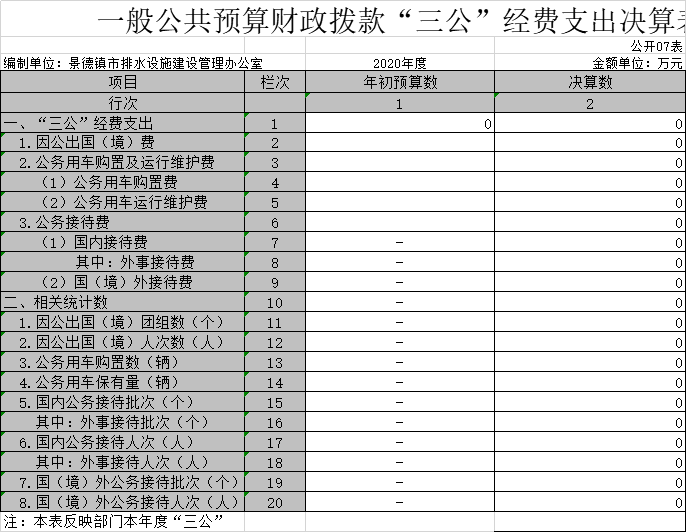 一般公共预算财政拨款“三公”经费支出决算
公开07表
编制单位：景德镇市排水设施建设管理办公室 2020年度 金额单位：万元
项目 栏次 年初预算数 决算数
行次 1 2
一、“三公”经费支出 1 0 0
1.因公出国（境）费 2 0
2.公务用车购置及运行维护费 3 0
（1）公务用车购置费 4 0
（2）公务用车运行维护费 5 0
3.公务接待费 6 0
（1）国内接待费 7 – 0
其中：外事接待费 8 – 0
（2）国（境）外接待费 9 – 0
二、相关统计数 10 – 0
1.因公出国（境）团组数（个） 11 – 0
2.因公出国（境）人次数（人） 12 – 0
3.公务用车购置数（辆） 13 – 0
4.公务用车保有量（辆） 14 – 0
5.国内公务接待批次（个） 15 – 0
其中：外事接待批次（个） 16 – 0
6.国内公务接待人次（人） 17 – 0
其中：外事接待人次（人） 18 – 0
7.国（境）外公务接待批次（个） 19 – 0
8.国（境）外公务接待人次（人） 20 – 0
注：本表反映部门本年度“三公”